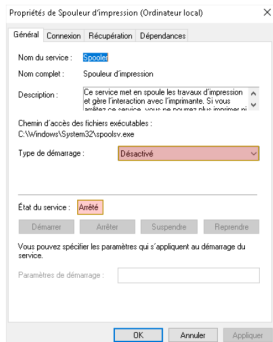 Propriétés de Spouleur d'impression (Ordinateur local)
Général Connexion Récupération Dépendances
Nom du service : Spooler
Nom complet : Spouleur d'impression
Description : Ce service met en spoule les travaux d'impression
et gère l'interaction avec l'imprimante. Si vous
arrêtez ce service, vous ne pourrez plus imprimer ni
Chemin d'accès des fichiers exécutables :
C:\Windows\System32\spoolsv.exe
Type de démarrage : Désactivé
État du service : Arrêté
Démarrer Arrêter Suspendre Reprendre
Vous pouvez spécifier les paramètres qui s'appliquent au démarrage du
service.
Paramètres de démarrage :
OK Annuler Appliquer